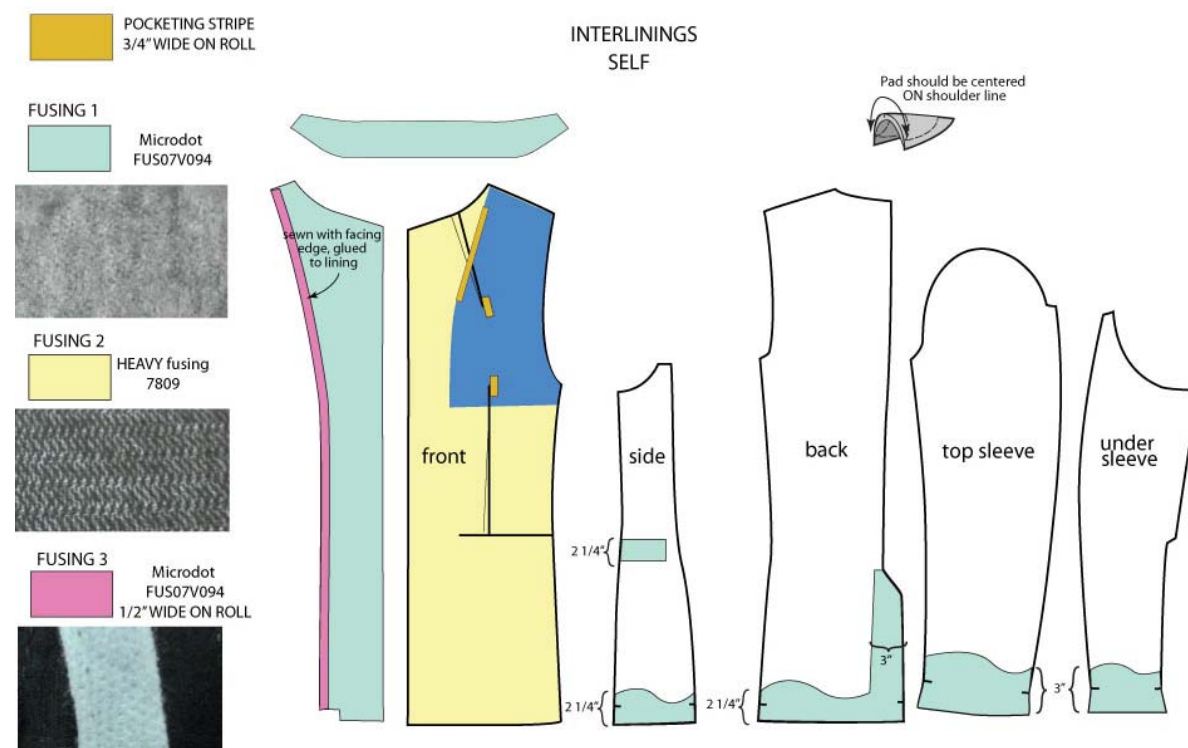 POCKETING STRIPE
3/4" WIDE ON ROLL
INTERLININGS
SELF
Pad should be centered
ON shoulder line
FUSING 1
Microdot
FUS07V094
sewn with facing
edge, glued
to lining
FUSING 2
HEAVY fusing
7809
front
side
back
top sleeve
under
sleeve
FUSING 3
Microdot
FUS07V094
1/2" WIDE ON ROLL
2 1/4"
2 1/4"
2 1/4"
3"
3"